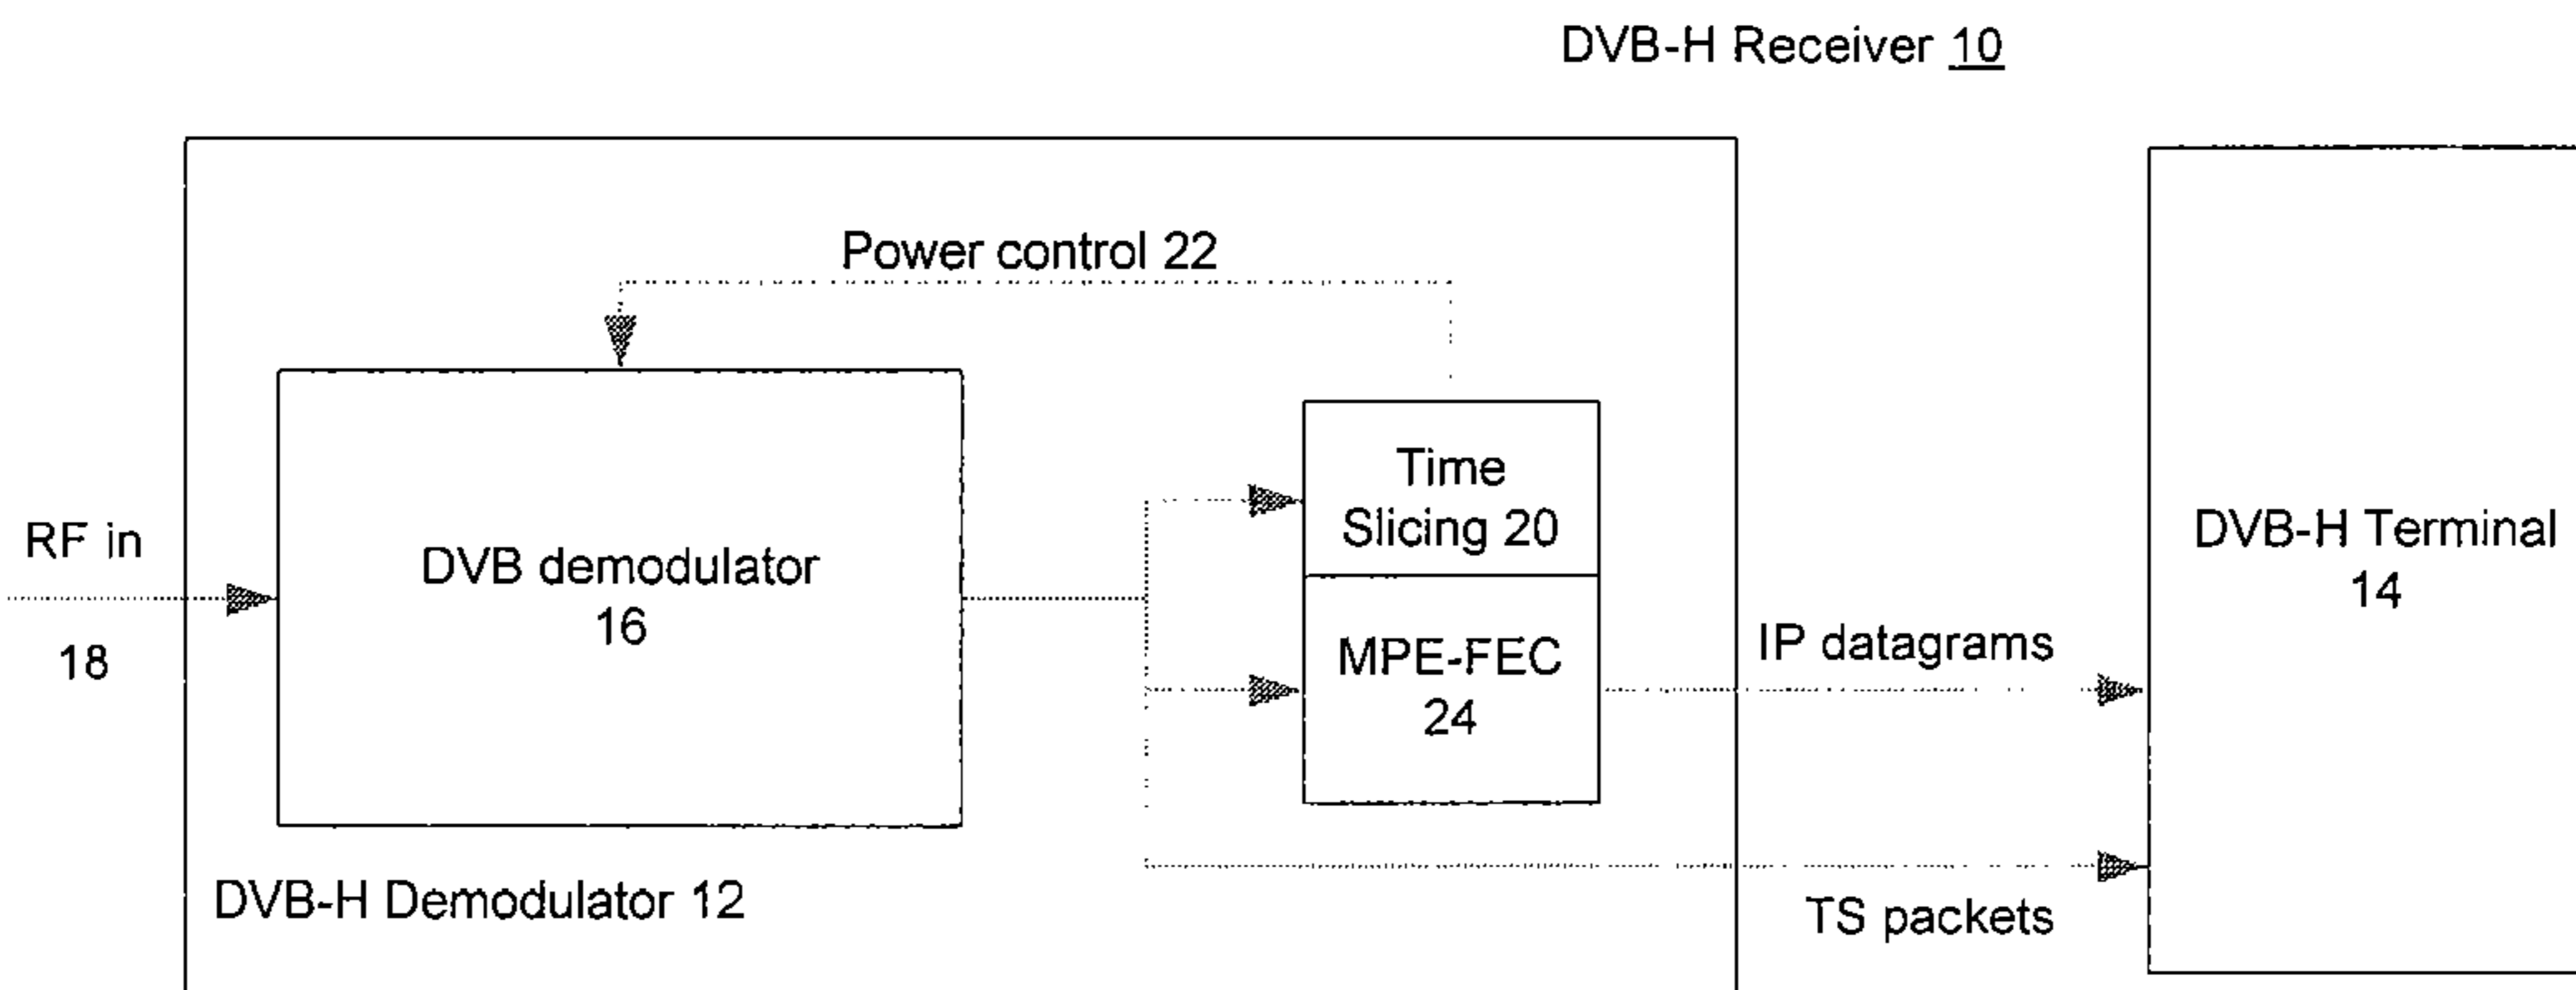 DVB-H Receiver 10
Power control 22
RF in
18
DVB demodulator
16
Time
Slicing 20
MPE-FEC
24
IP datagrams
TS packets
DVB-H Terminal
14
DVB-H Demodulator 12